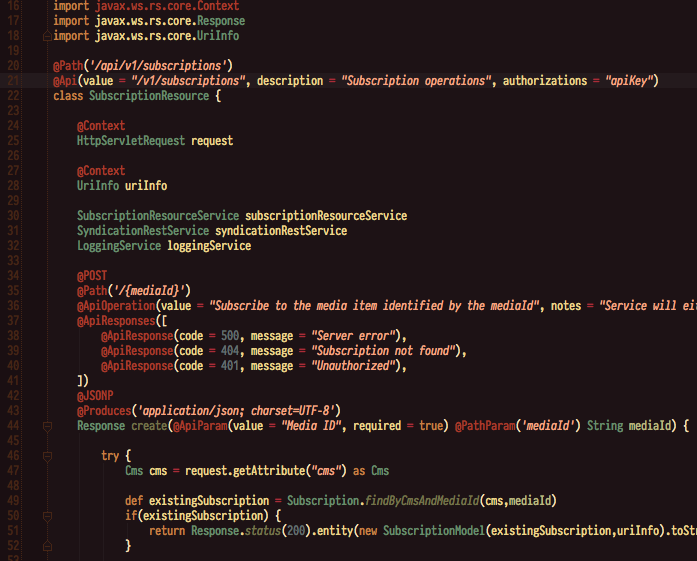 16 import javax.ws.rs.core.Context
17 import javax.ws.rs.core.Response
18 import javax.ws.rs.core.UriInfo
19
20 @Path('/api/v1/subscriptions')
21 @Api(value = "/v1/subscriptions", description = "Subscription operations", authorizations = "apiKey")
22 class SubscriptionResource {
23
24 @Context
25 HttpServletRequest request
26
27 @Context
28 UriInfo uriInfo
29
30 SubscriptionResourceService subscriptionResourceService
31 SyndicationRestService syndicationRestService
32 LoggingService loggingService
33
34 @POST
35 @Path('/{mediaId}')
36 @ApiOperation(value = "Subscribe to the media item identified by the mediaId", notes = "Service will ei
37 @ApiResponses([
38 @ApiResponse(code = 500, message = "Server error"),
39 @ApiResponse(code = 404, message = "Subscription not found"),
40 @ApiResponse(code = 401, message = "Unauthorized"),
41 ])
42 @JSONP
43 @Produces('application/json; charset=UTF-8')
44 Response create(@ApiParam(value = "Media ID", required = true) @PathParam('mediaId') String mediaId) {
45
46 try {
47 Cms cms = request.getAttribute("cms") as Cms
48
49 def existingSubscription = Subscription.findByCmsAndMediaId(cms,mediaId)
50 if(existingSubscription) {
51 return Response.status(200).entity(new SubscriptionModel(existingSubscription,uriInfo).toStr
52 }